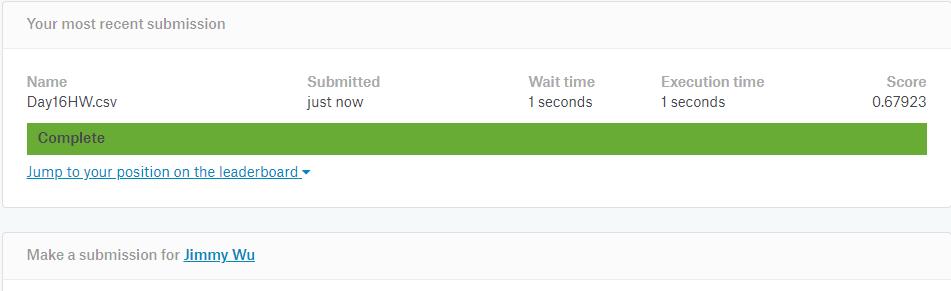 Your most recent submission
Name Submitted Wait time Execution time Score
Day16HW.csv just now 1 seconds 1 seconds 0.67923
Complete
Jump to your position on the leaderboard
Make a submission for Jimmy Wu